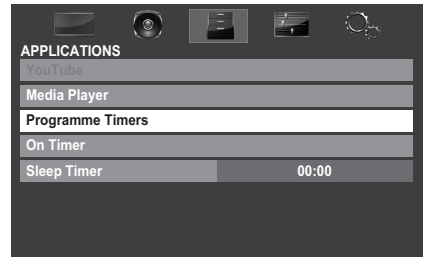 APPLICATIONS
YouTube
Media Player
Programme Timers
On Timer
Sleep Timer 00:00